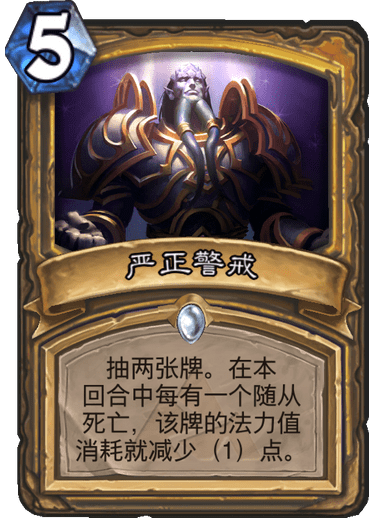 5
严正警戒
抽两张牌。在本
回合中每有一个随从
死亡，该牌的法力值
消耗就减少（1）点。